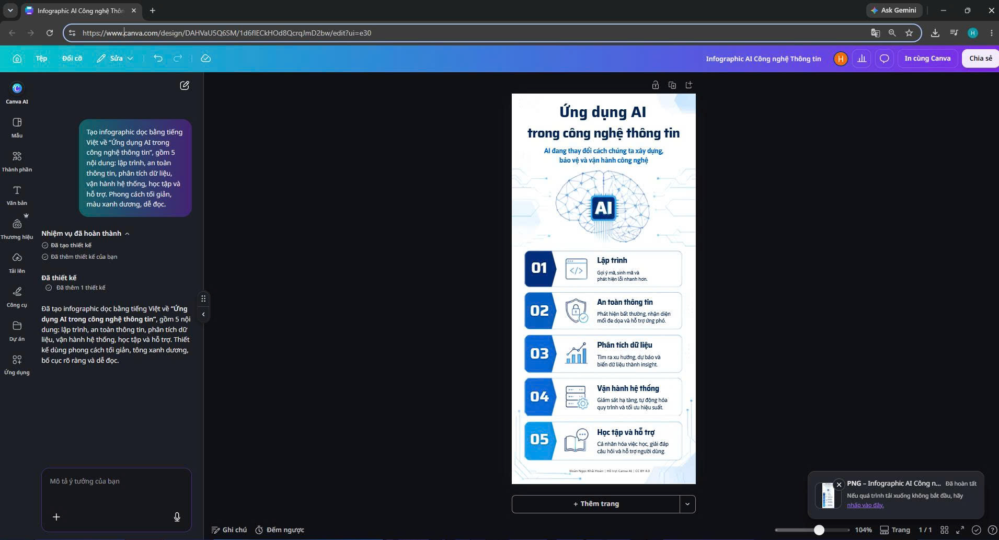 Infographic AI Công nghệ Thôn
Ask Gemini
https://www.canva.com/design/DAHVaU5Q6SM/1d6flECkHOd8QcrqJmD2bw/edit?ui=e30
H
Tệp
Đổi cỡ
Sửa
Infographic AI Công nghệ Thông tin
H
In cùng Canva
Chia sẻ
Canva AI
Mẫu
Thành phần
Văn bản
Thương hiệu
Tải lên
Công cụ
Dự án
Ứng dụng
Tạo infographic dọc bằng tiếng
Việt về “Ứng dụng AI trong
công nghệ thông tin”, gồm 5
nội dung: lập trình, an toàn
thông tin, phân tích dữ liệu,
vận hành hệ thống, học tập và
hỗ trợ. Phong cách tối giản,
màu xanh dương, dễ đọc.
Nhiệm vụ đã hoàn thành
Đã tạo thiết kế
Đã thêm thiết kế của bạn
Đã thiết kế
Đã thêm 1 thiết kế
Đã tạo infographic dọc bằng tiếng Việt về “Ứng
dụng AI trong công nghệ thông tin”, gồm 5 nội
dung: lập trình, an toàn thông tin, phân tích dữ
liệu, vận hành hệ thống, học tập và hỗ trợ. Thiết
kế dùng phong cách tối giản, tông xanh dương,
bố cục rõ ràng và dễ đọc.
Mô tả ý tưởng của bạn
Ứng dụng AI
trong công nghệ thông tin
AI đang thay đổi cách chúng ta xây dựng,
bảo vệ và vận hành công nghệ
AI
01
Lập trình
Gợi ý mã, sinh mã và
phát hiện lỗi nhanh hơn.
02
An toàn thông tin
Phát hiện bất thường, nhận diện
mối đe dọa và hỗ trợ ứng phó.
03
Phân tích dữ liệu
Tìm ra xu hướng, dự báo và
biến dữ liệu thành insight.
04
Vận hành hệ thống
Giám sát hạ tầng, tự động hóa
quy trình và tối ưu hiệu suất.
05
Học tập và hỗ trợ
Cá nhân hóa việc học, giải đáp
câu hỏi và hỗ trợ người dùng.
Đoàn Ngọc Khải Hoàn | Hỗ trợ: Canva AI | CC BY 4.0
+ Thêm trang
PNG – Infographic AI Công n... Đã hoàn tất
Nếu quá trình tải xuống không bắt đầu, hãy
nhấp vào đây.
Ghi chú
Đếm ngược
104%
Trang
1 / 1